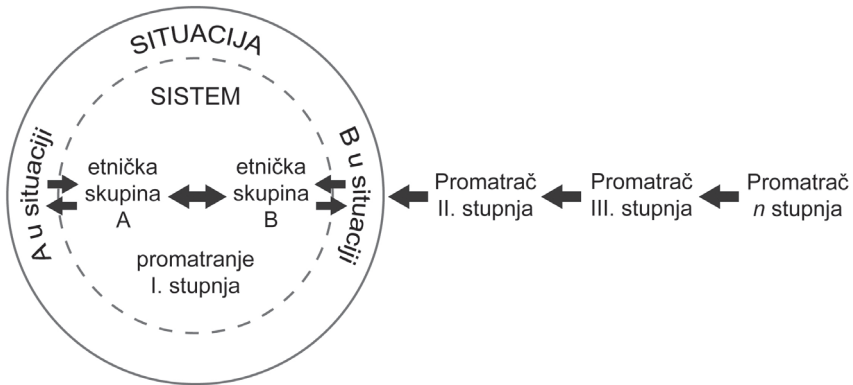 SITUACIJA
SISTEM
A u situaciji
etnička
skupina
A
etnička
skupina
B
B u situaciji
promatranje
I. stupnja
Promatrač
II. stupnja
Promatrač
III. stupnja
Promatrač
n stupnja